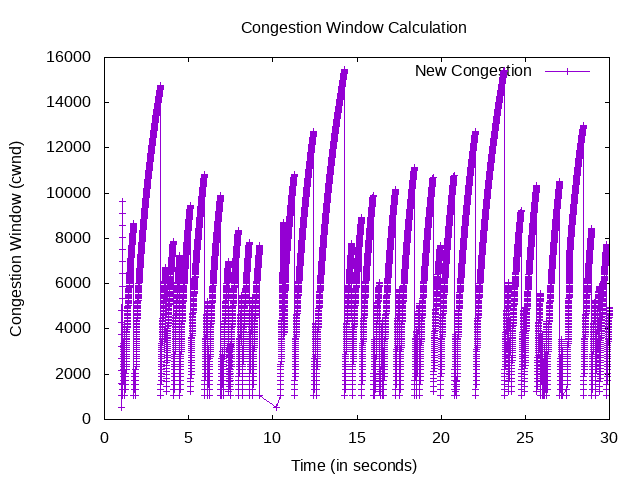 Congestion Window Calculation
16000
14000
12000
10000
8000
6000
4000
2000
0
0 5 10 15 20 25 30
Congestion Window (cwnd)
Time (in seconds)
New Congestion